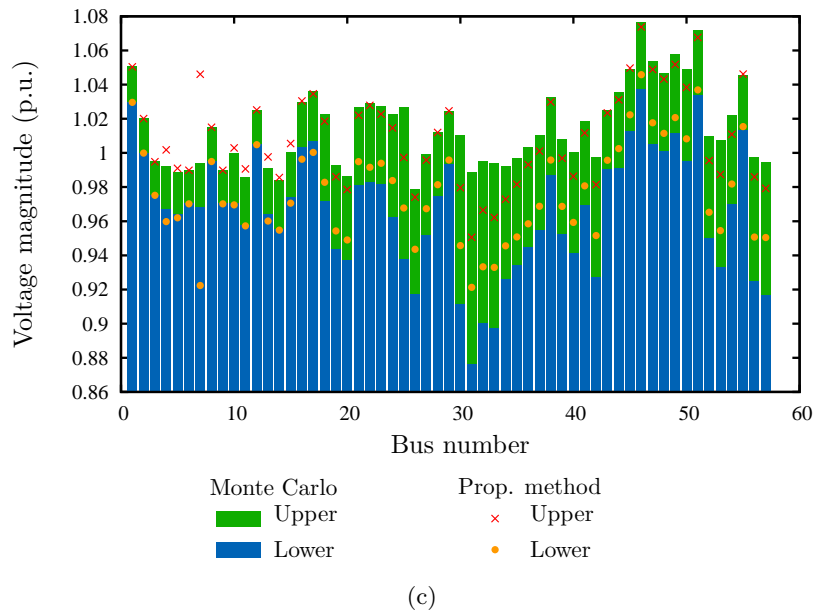 Voltage magnitude (p.u.)
1.08
1.06
1.04
1.02
1
0.98
0.96
0.94
0.92
0.9
0.88
0.86
0
10
20
30
40
50
60
Bus number
Monte Carlo
Upper
Lower
Prop. method
Upper
Lower
(c)